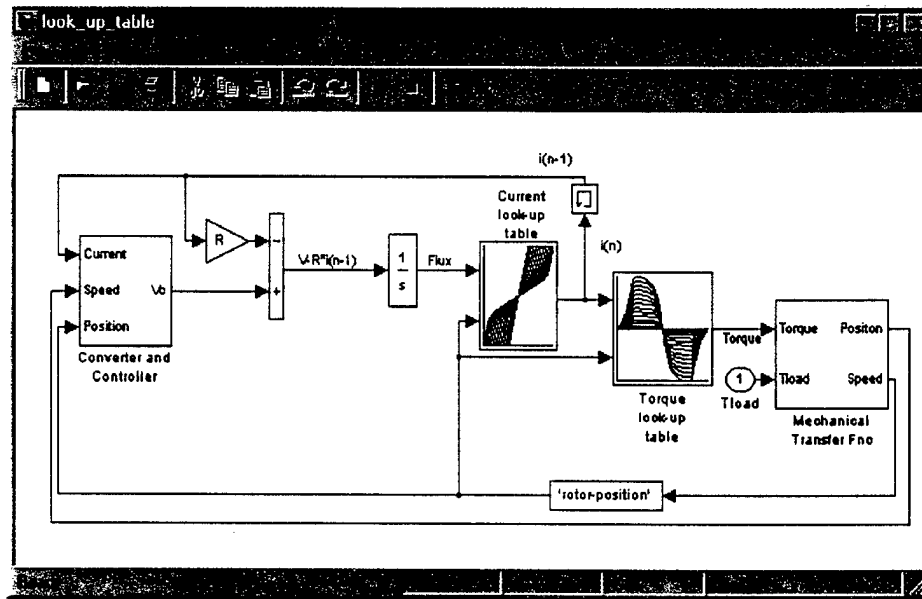 look_up_table
i(n-1)
Current
look-up
table
R
-
i(n)
Current
V-R*i(n-1)
1
s
Flux
Speed
Vo
+
Position
Converter and
Controller
Torque
Torque
Positon
1
Tload
Speed
Tload
Torque
look-up
table
Mechanical
Transfer Fno
'rotor-position'